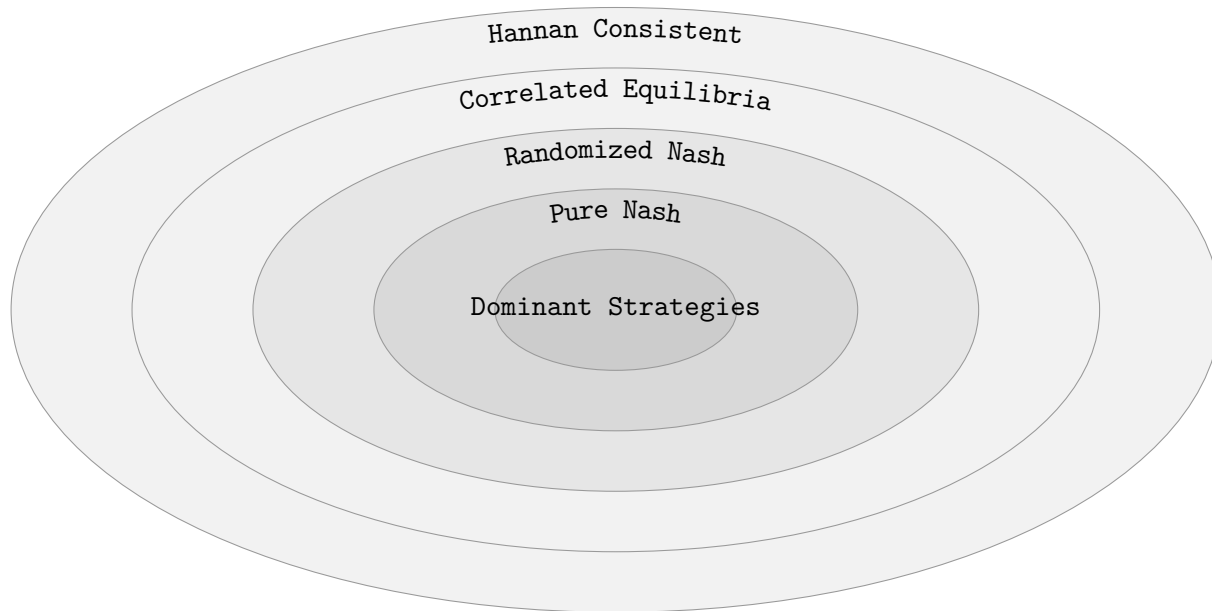 Hannan Consistent
Correlated Equilibria
Randomized Nash
Pure Nash
Dominant Strategies